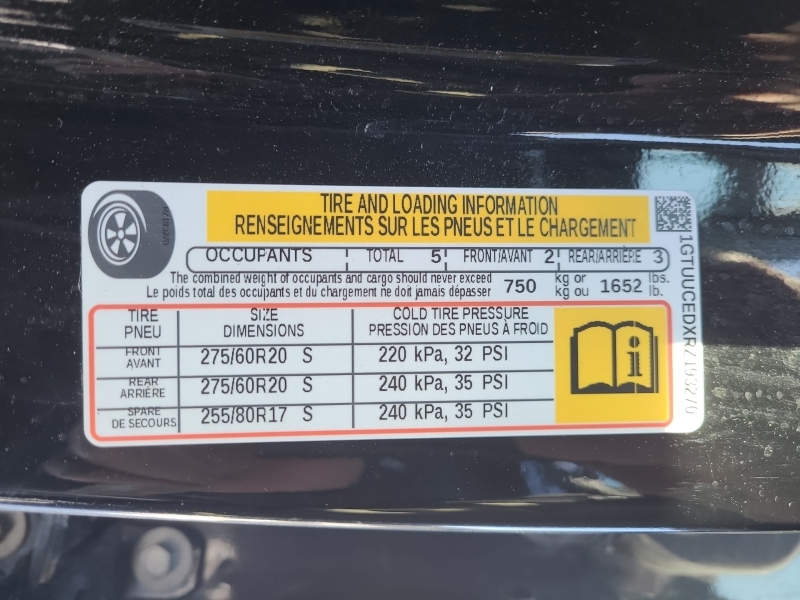 TIRE AND LOADING INFORMATION
RENSEIGNEMENTS SUR LES PNEUS ET LE CHARGEMENT
OCCUPANTS TOTAL 5 FRONT/AVANT 2 REAR/ARRIÈRE 3
The combined weight of occupants and cargo should never exceed 750 kg or 1652 lbs.
Le poids total des occupants et du chargement ne doit jamais dépasser kg ou lb.
TIRE SIZE COLD TIRE PRESSURE
PNEU DIMENSIONS PRESSION DES PNEUS À FROID
FRONT
AVANT 275/60R20 S 220 kPa, 32 PSI
REAR
ARRIÈRE 275/60R20 S 240 kPa, 35 PSI
SPARE
DE SECOURS 255/80R17 S 240 kPa, 35 PSI
i
1GTUUCEDXRZ193270